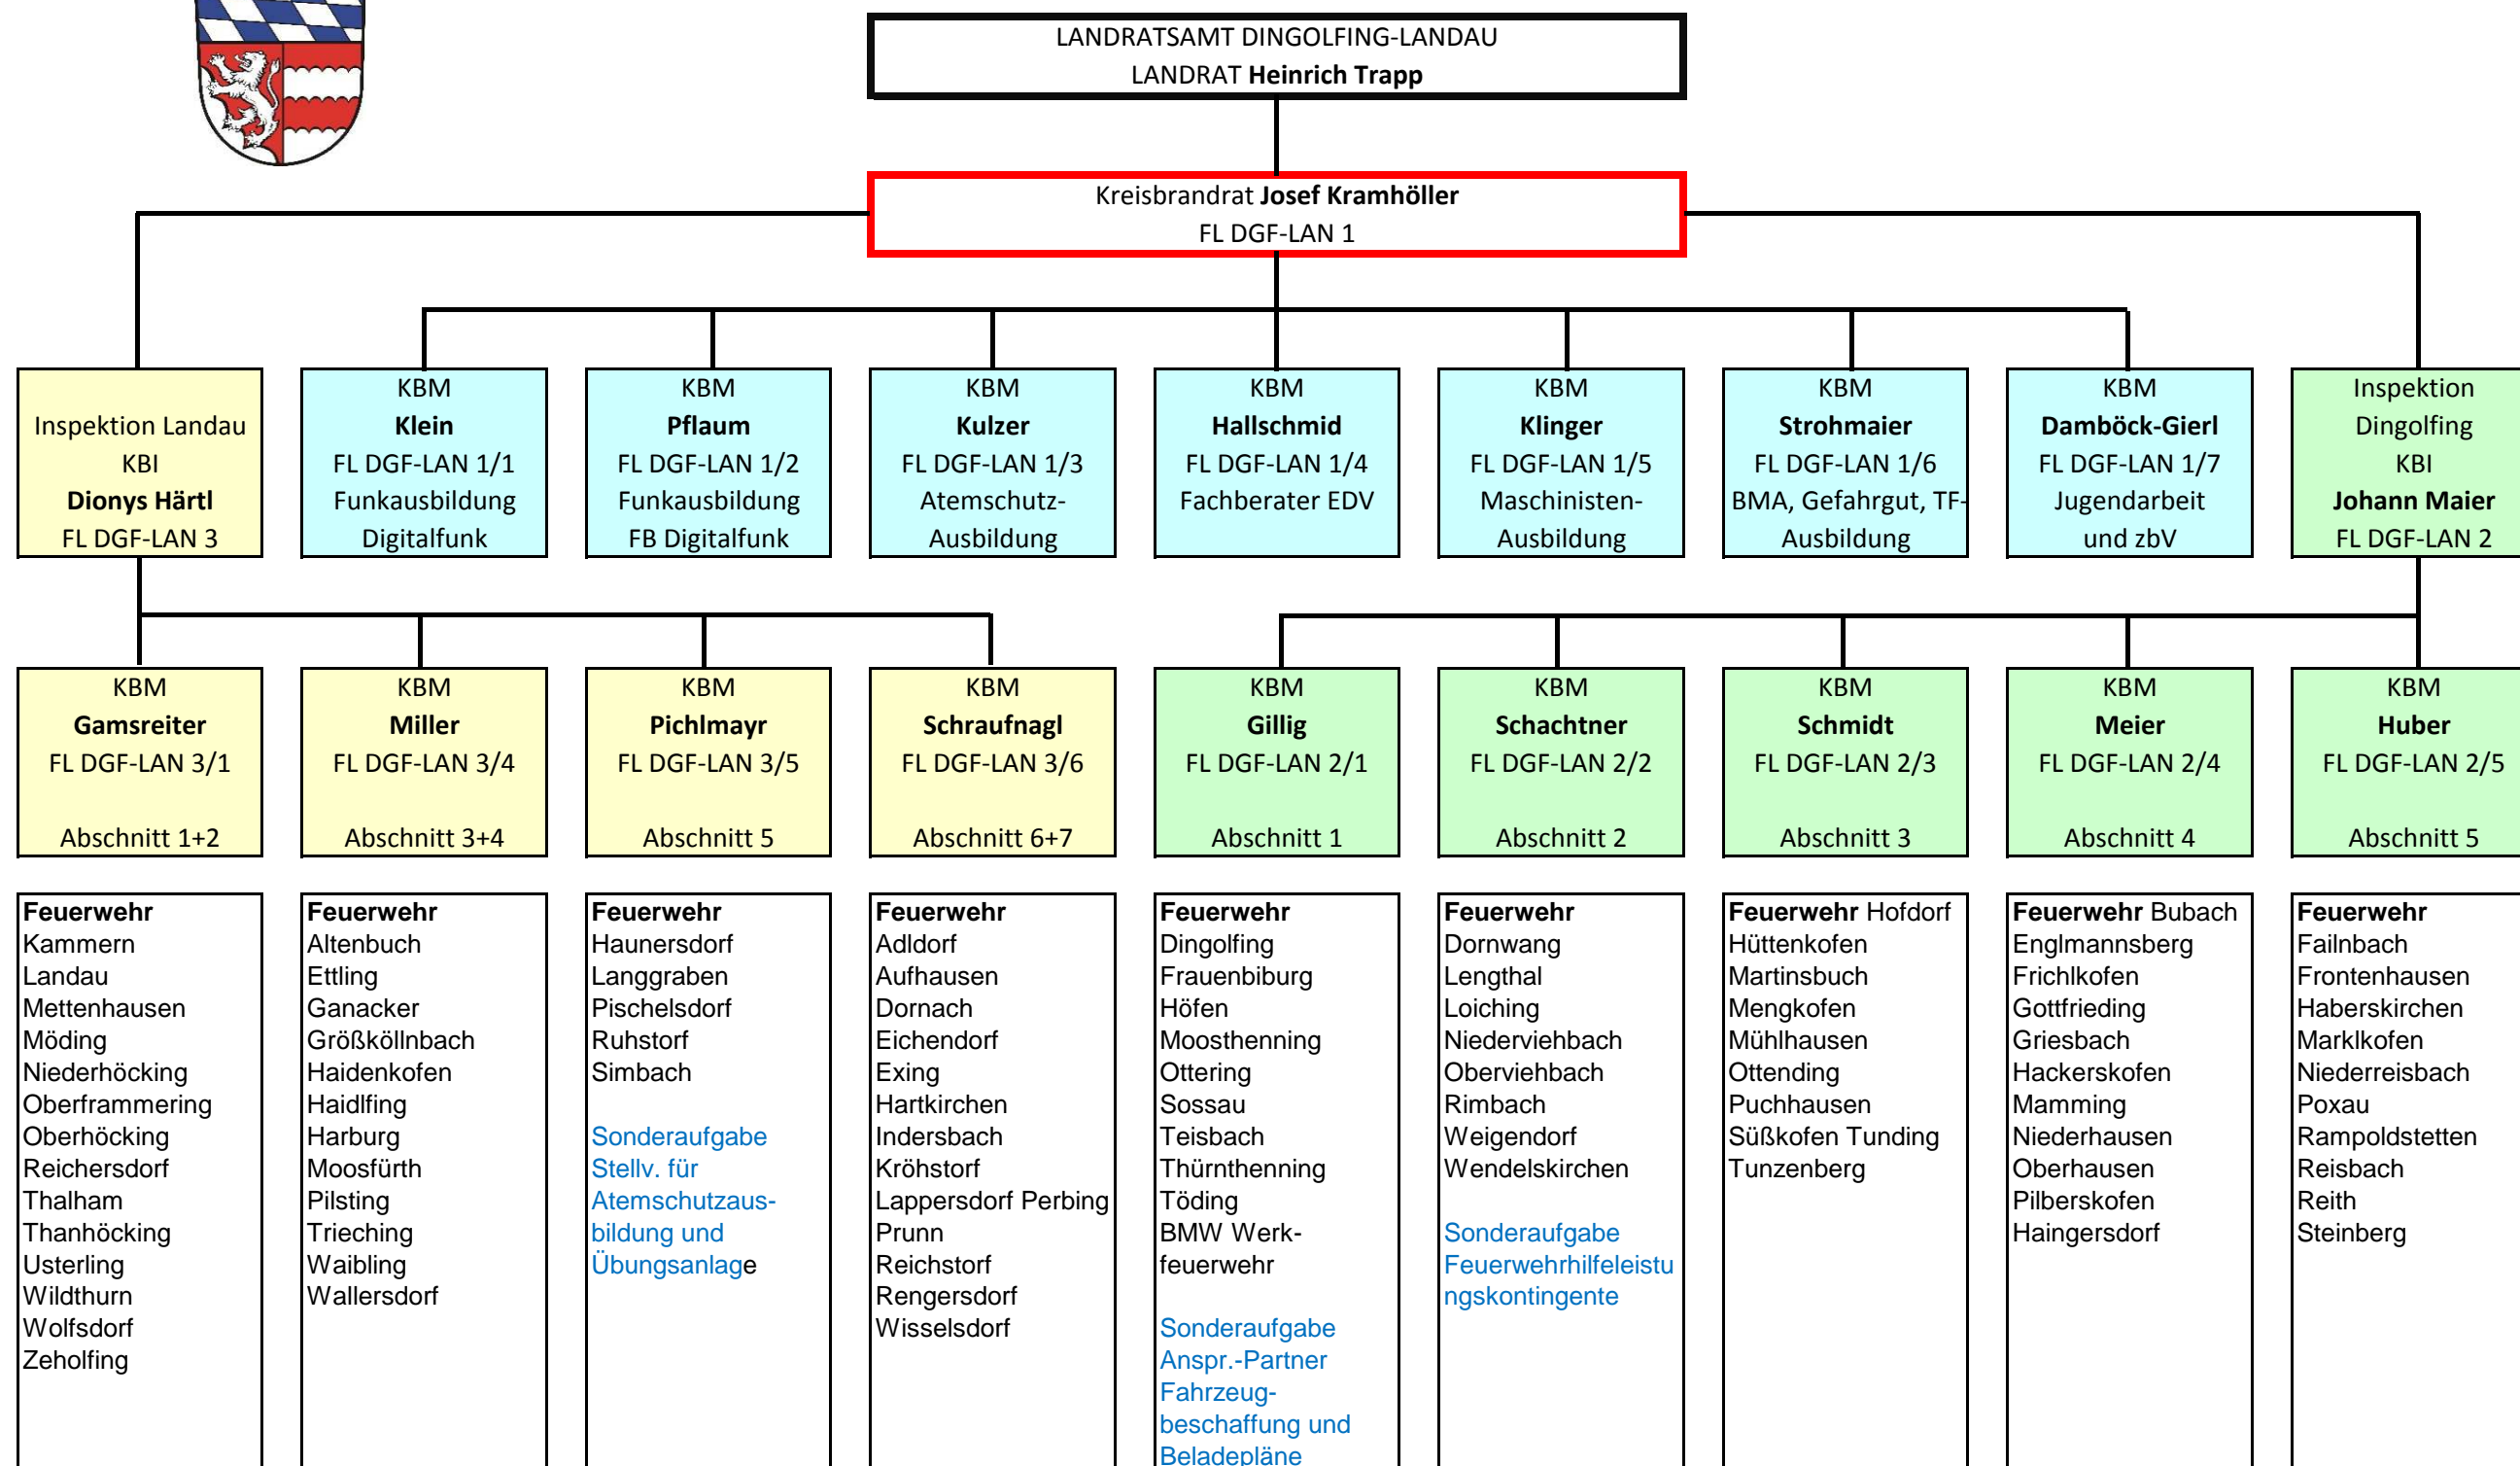 LANDRATSAMT DINGOLFING-LANDAU
LANDRAT Heinrich Trapp
Kreisbrandrat Josef Kramhöller
FL DGF-LAN 1
Inspektion Landau
KBI
Dionys Härtl
FL DGF-LAN 3
KBM
Klein
FL DGF-LAN 1/1
Funkausbildung
Digitalfunk
KBM
Pflaum
FL DGF-LAN 1/2
Funkausbildung
FB Digitalfunk
KBM
Kulzer
FL DGF-LAN 1/3
Atemschutz-
Ausbildung
KBM
Hallschmid
FL DGF-LAN 1/4
Fachberater EDV
KBM
Klinger
FL DGF-LAN 1/5
Maschinisten-
Ausbildung
KBM
Strohmaier
FL DGF-LAN 1/6
BMA, Gefahrgut, TF-
Ausbildung
KBM
Damböck-Gierl
FL DGF-LAN 1/7
Jugendarbeit
und zbV
Inspektion
Dingolfing
KBI
Johann Maier
FL DGF-LAN 2
KBM
Gamsreiter
FL DGF-LAN 3/1
Abschnitt 1+2
KBM
Miller
FL DGF-LAN 3/4
Abschnitt 3+4
KBM
Pichlmayr
FL DGF-LAN 3/5
Abschnitt 5
KBM
Schraufnagl
FL DGF-LAN 3/6
Abschnitt 6+7
KBM
Gillig
FL DGF-LAN 2/1
Abschnitt 1
KBM
Schachtner
FL DGF-LAN 2/2
Abschnitt 2
KBM
Schmidt
FL DGF-LAN 2/3
Abschnitt 3
KBM
Meier
FL DGF-LAN 2/4
Abschnitt 4
KBM
Huber
FL DGF-LAN 2/5
Abschnitt 5
Feuerwehr
Kammern
Landau
Mettenhausen
Möding
Niederhöcking
Oberframmering
Oberhöcking
Reichersdorf
Thalham
Thanhöcking
Usterling
Wildthurn
Wolfsdorf
Zeholfing
Feuerwehr
Altenbuch
Ettling
Ganacker
Größköllnbach
Haidenkofen
Haidlfing
Harburg
Moosfürth
Pilsting
Trieching
Waibling
Wallersdorf
Feuerwehr
Haunersdorf
Langgraben
Pischelsdorf
Ruhstorf
Simbach
Sonderaufgabe
Stellv. für
Atemschutzaus-
bildung und
Übungsanlage
Feuerwehr
Adldorf
Aufhausen
Dornach
Eichendorf
Exing
Hartkirchen
Indersbach
Kröhstorf
Lappersdorf Perbing
Prunn
Reichstorf
Rengersdorf
Wisselsdorf
Feuerwehr
Dingolfing
Frauenbiburg
Höfen
Moosthenning
Ottering
Sossau
Teisbach
Thürnthenning
Töding
BMW Werk-
feuerwehr
Sonderaufgabe
Anspr.-Partner
Fahrzeug-
beschaffung und
Beladepläne
Feuerwehr
Dornwang
Lengthal
Loiching
Niederviehbach
Oberviehbach
Rimbach
Weigendorf
Wendelskirchen
Sonderaufgabe
Feuerwehrhilfeleistu
ngskontingente
Feuerwehr Hofdorf
Hüttenkofen
Martinsbuch
Mengkofen
Mühlhausen
Ottending
Puchhausen
Süßkofen Tunding
Tunzenberg
Feuerwehr Bubach
Englmannsberg
Frichlkofen
Gottfrieding
Griesbach
Hackerskofen
Mamming
Niederhausen
Oberhausen
Pilberskofen
Haingersdorf
Feuerwehr
Failnbach
Frontenhausen
Haberskirchen
Marklkofen
Niederreisbach
Poxau
Rampoldstetten
Reisbach
Reith
Steinberg